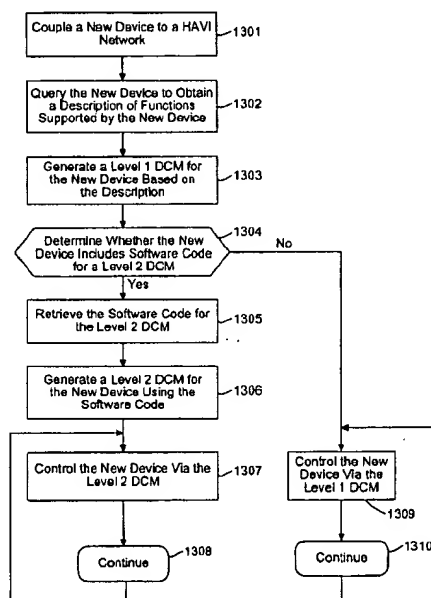 Couple a New Device to a HAVI
Network
1301
Query the New Device to Obtain
a Description of Functions
Supported by the New Device
1302
Generate a Level 1 DCM for
the New Device Based on
the Description
1303
1304
Determine Whether the New
Device Includes Software Code
for a Level 2 DCM
No
Yes
Retrieve the Software Code for
the Level 2 DCM
1305
Generate a Level 2 DCM for
the New Device Using the
Software Code
1306
Control the New Device Via the
Level 2 DCM
1307
Control the New
Device Via the
Level 1 DCM
1309
Continue
1308
Continue
1310